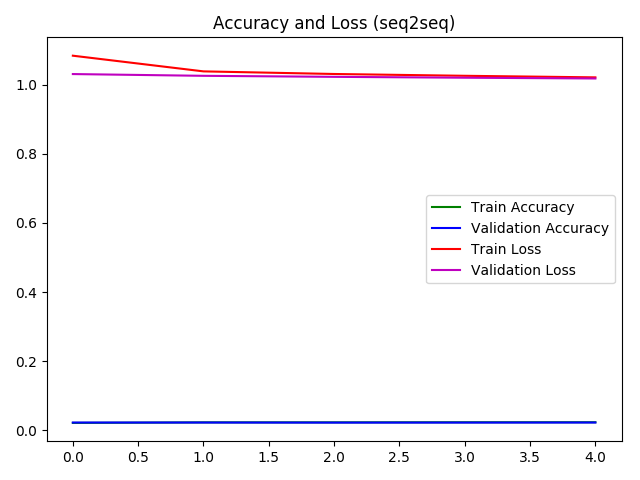 Accuracy and Loss (seq2seq)
1.0
0.8
0.6
0.4
0.2
0.0
Train Accuracy
Validation Accuracy
Train Loss
Validation Loss
0.0 0.5 1.0 1.5 2.0 2.5 3.0 3.5 4.0